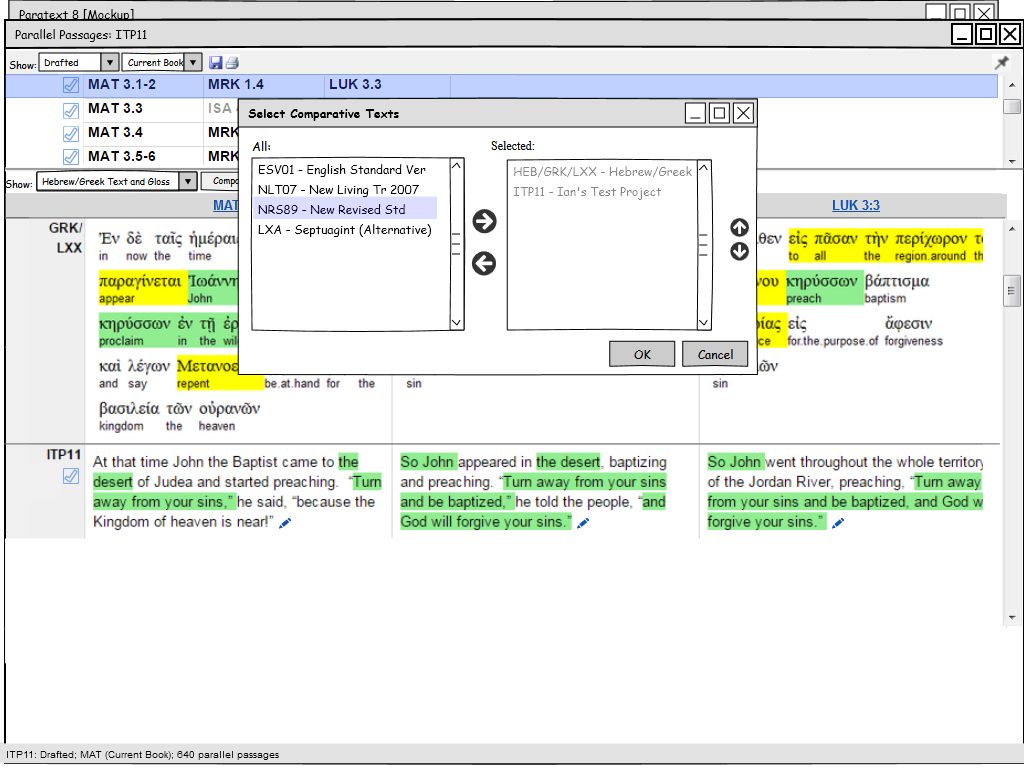 Paratext 8 [Mockup]
Parallel Passages: ITP11
Show: Drafted Current Book
MAT 3.1-2 MRK 1.4 LUK 3.3
MAT 3.3 ISA
MAT 3.4 MRK
MAT 3.5-6 MRK
Select Comparative Texts
All: Selected:
ESV01 - English Standard Ver
NLT07 - New Living Tr 2007
NRS89 - New Revised Std
LXA - Septuagint (Alternative)
HEB/GRK/LXX - Hebrew/Greek
ITP11 - Ian's Test Project
OK Cancel
Show: Hebrew/Greek Text and Gloss Compa
MAT LUK 3:3
GRK/
LXX
Ἐν δὲ ταῖς ἡμέραι θεν εἰς πᾶσαν τὴν περίχωρον
in now the time to all the region.around th
παραγίνεται Ἰωάννη νου κηρύσσων βάπτισμα
appear John preach baptism
κηρύσσων ἐν τῇ ἐρ ίας εἰς ἄφεσιν
proclaim in the wil ce for.the.purpose.of forgiveness
καὶ λέγων Μετανοε ῶν
and say repent be.at.hand for the sin sin
βασιλεία τῶν οὐρανῶν
kingdom the heaven
ITP11
At that time John the Baptist came to the
desert of Judea and started preaching. “Turn
away from your sins,” he said, “because the
Kingdom of heaven is near!”
So John appeared in the desert, baptizing
and preaching. “Turn away from your sins
and be baptized,” he told the people, “and
God will forgive your sins.”
So John went throughout the whole territory
of the Jordan River, preaching, “Turn away
from your sins and be baptized, and God w
forgive your sins.”
ITP11: Drafted; MAT (Current Book); 640 parallel passages